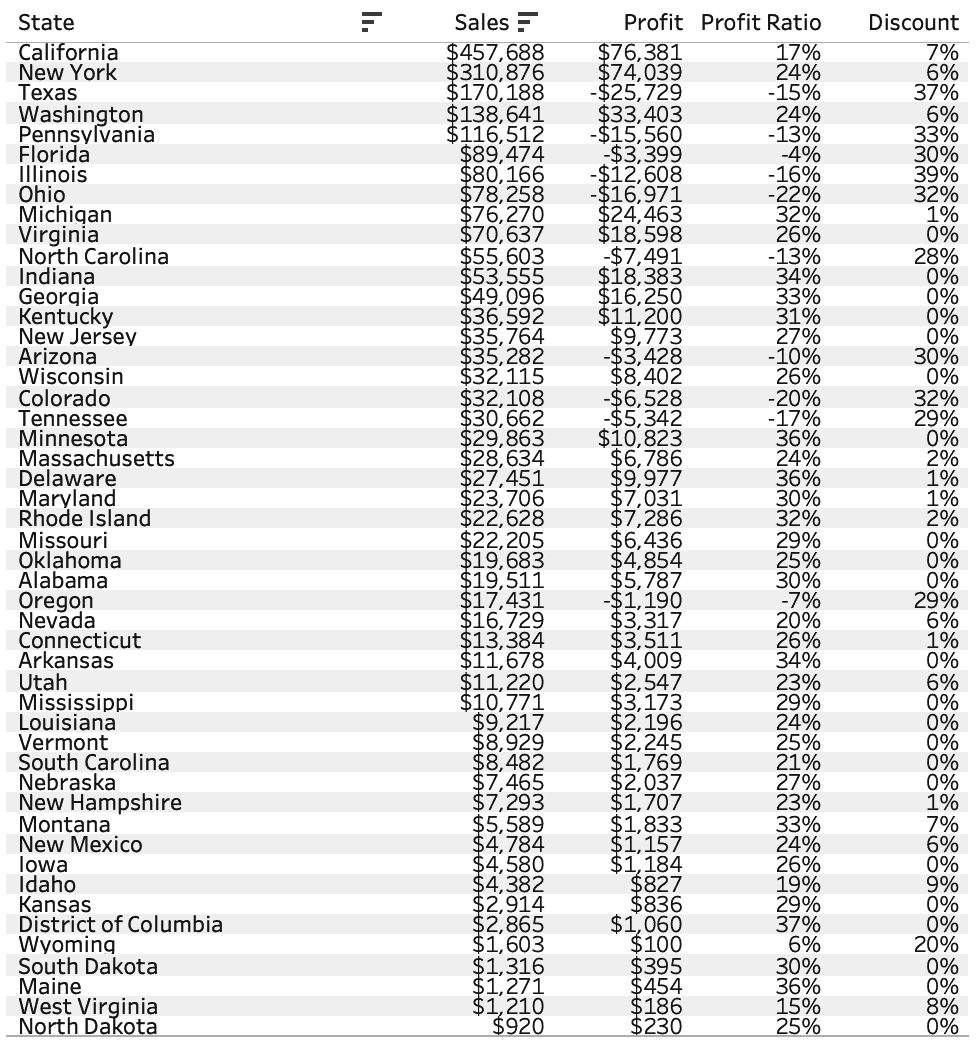 State Sales Profit Profit Ratio Discount
California $457,688 $76,381 17% 7%
New York $310,876 $74,039 24% 6%
Texas $170,188 -$25,729 -15% 37%
Washington $138,641 $33,403 24% 6%
Pennsylvania $116,512 -$15,560 -13% 33%
Florida $89,474 -$3,399 -4% 30%
Illinois $80,166 -$12,608 -16% 39%
Ohio $78,258 -$16,971 -22% 32%
Michigan $76,270 $24,463 32% 1%
Virginia $70,637 $18,598 26% 0%
North Carolina $55,603 -$7,491 -13% 28%
Indiana $53,555 $18,383 34% 0%
Georgia $49,096 $16,250 33% 0%
Kentucky $36,592 $11,200 31% 0%
New Jersey $35,764 $9,773 27% 0%
Arizona $35,282 -$3,428 -10% 30%
Wisconsin $32,115 $8,402 26% 0%
Colorado $32,108 -$6,528 -20% 32%
Tennessee $30,662 -$5,342 -17% 29%
Minnesota $29,863 $10,823 36% 0%
Massachusetts $28,634 $6,786 24% 2%
Delaware $27,451 $9,977 36% 1%
Maryland $23,706 $7,031 30% 1%
Rhode Island $22,628 $7,286 32% 2%
Missouri $22,205 $6,436 29% 0%
Oklahoma $19,683 $4,854 25% 0%
Alabama $19,511 $5,787 30% 0%
Oregon $17,431 -$1,190 -7% 29%
Nevada $16,729 $3,317 20% 6%
Connecticut $13,384 $3,511 26% 1%
Arkansas $11,678 $4,009 34% 0%
Utah $11,220 $2,547 23% 6%
Mississippi $10,771 $3,173 29% 0%
Louisiana $9,217 $2,196 24% 0%
Vermont $8,929 $2,245 25% 0%
South Carolina $8,482 $1,769 21% 0%
Nebraska $7,465 $2,037 27% 0%
New Hampshire $7,293 $1,707 23% 1%
Montana $5,589 $1,833 33% 7%
New Mexico $4,784 $1,157 24% 6%
Iowa $4,580 $1,184 26% 0%
Idaho $4,382 $827 19% 9%
Kansas $2,914 $836 29% 0%
District of Columbia $2,865 $1,060 37% 0%
Wyoming $1,603 $100 6% 20%
South Dakota $1,316 $395 30% 0%
Maine $1,271 $454 36% 0%
West Virginia $1,210 $186 15% 8%
North Dakota $920 $230 25% 0%